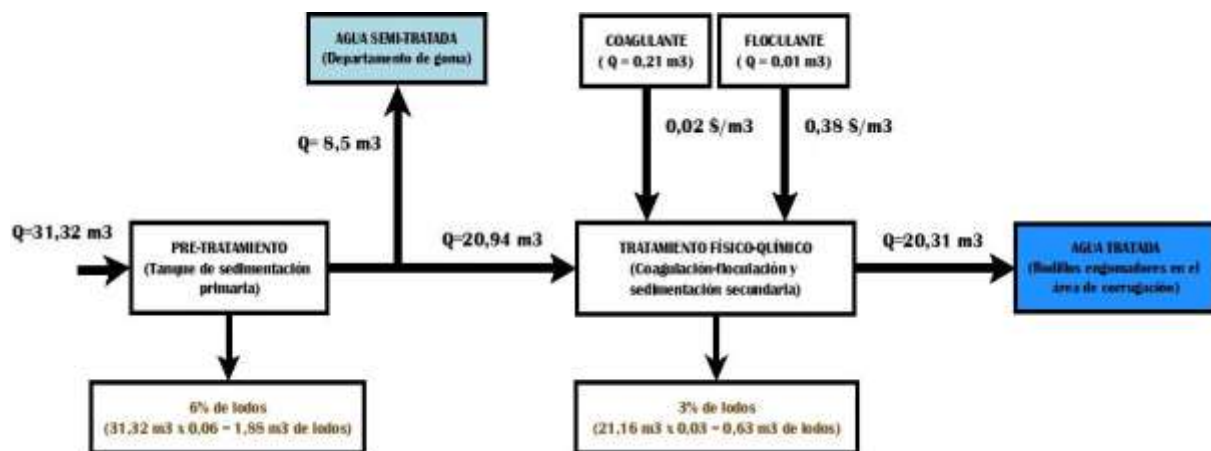 AGUA SEMI-TRATADA
(Departamento de goma)
COAGULANTE
( Q = 0,21 m3)
FLOCULANTE
( Q = 0,01 m3)
Q= 8,5 m3
0,02 $/m3
0,38 $/m3
Q=31,32 m3
PRE-TRATAMIENTO
(Tanque de sedimentación
primaria)
Q=20,94 m3
TRATAMIENTO FÍSICO-QUÍMICO
(Coagulación-floculación y
sedimentación secundaria)
Q=20,31 m3
AGUA TRATADA
(Rodillos engomadores en el
área de corrugación)
6% de lodos
(31,32 m3 x 0,06 = 1,88 m3 de lodos)
3% de lodos
(21,16 m3 x 0,03 = 0,63 m3 de lodos)